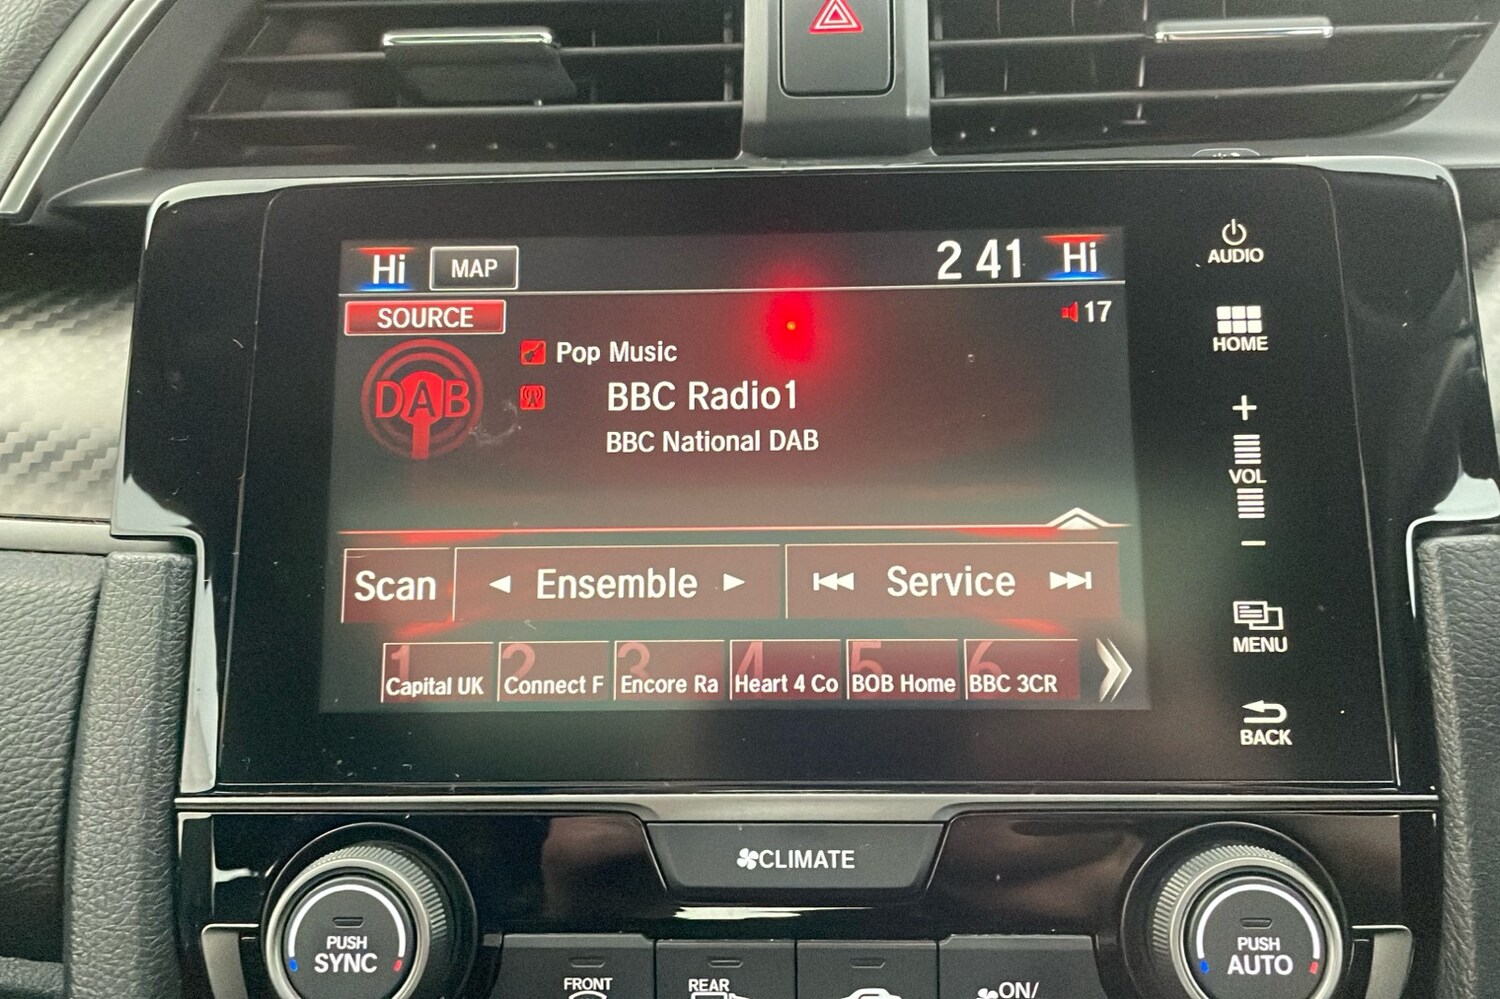 Hi MAP 2 41 Hi
AUDIO
SOURCE 17
HOME
Pop Music
DAB BBC Radio1
BBC National DAB
+
VOL
−
Scan ◄ Ensemble ► Service
MENU
1 2 3 4 5 6
Capital UK Connect F Encore Ra Heart 4 Co BOB Home BBC 3CR
BACK
CLIMATE
PUSH
SYNC
PUSH
AUTO
FRONT REAR ON/